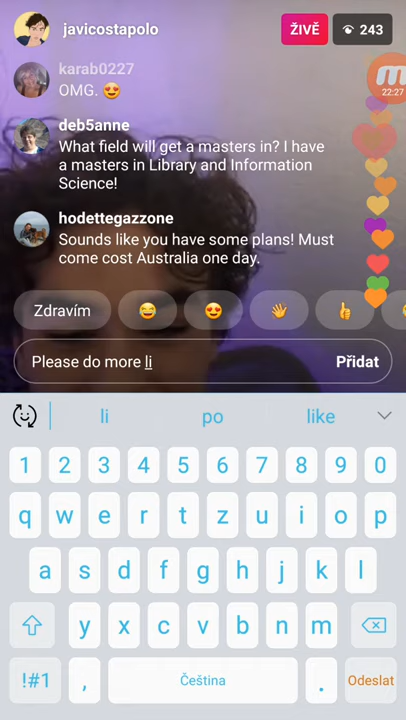 javicostapolo
ŽIVĚ
243
22:27
karab0227
OMG. 😍
deb5anne
What field will get a masters in? I have
a masters in Library and Information
Science!
hodettegazzone
Sounds like you have some plans! Must
come cost Australia one day.
Zdravím 😂 😍 👋 👍
Please do more li
Přidat
li po like
1 2 3 4 5 6 7 8 9 0
q w e r t z u i o p
a s d f g h j k l
y x c v b n m
!#1 , Čeština . Odeslat